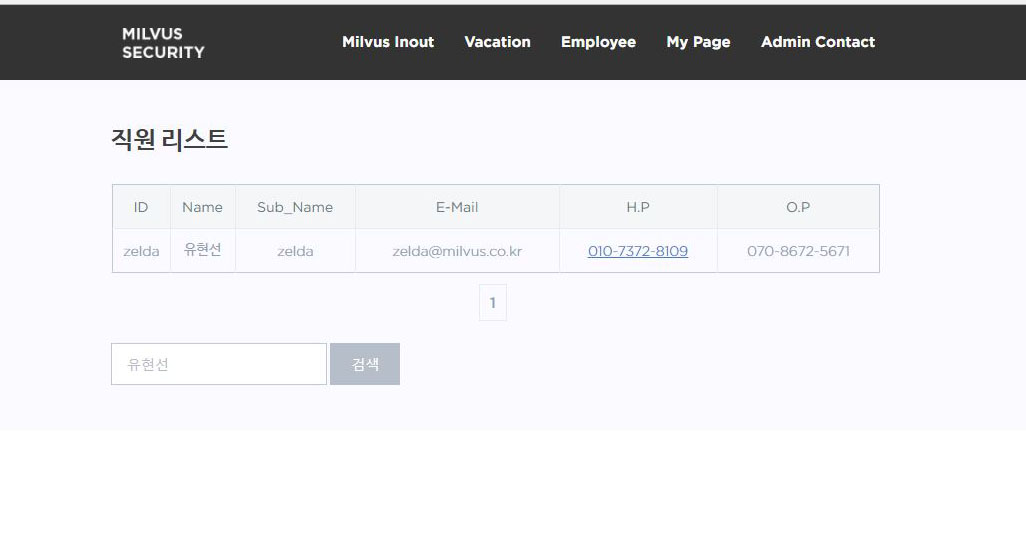 MILVUS
SECURITY
Milvus Inout Vacation Employee My Page Admin Contact
직원 리스트
ID Name Sub_Name E-Mail H.P O.P
zelda 유현선 zelda zelda@milvus.co.kr 010-7372-8109 070-8672-5671
1
유현선 검색